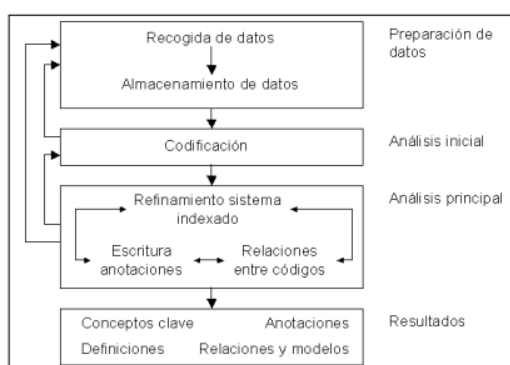 Recogida de datos
Preparación de
datos
Almacenamiento de datos
Codificación
Análisis inicial
Refinamiento sistema
indexado
Análisis principal
Escritura
anotaciones
Relaciones
entre códigos
Conceptos clave
Anotaciones
Resultados
Definiciones
Relaciones y modelos